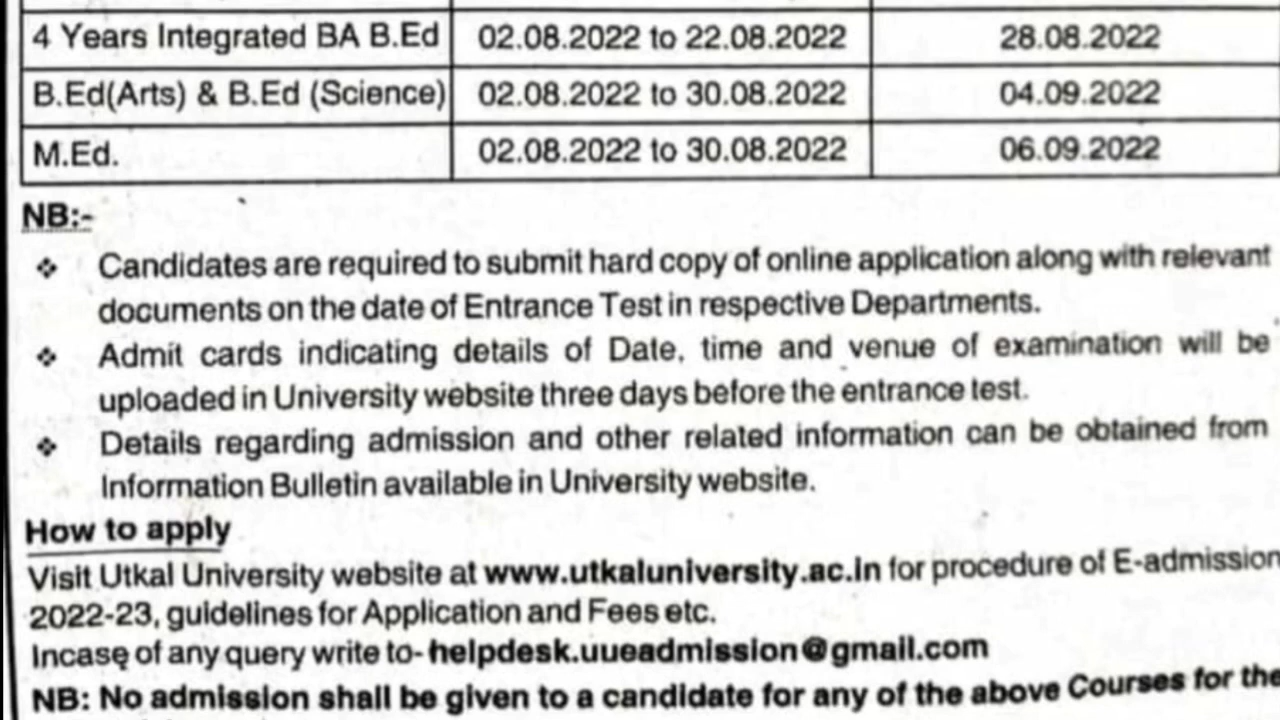 4 Years Integrated BA B.Ed 02.08.2022 to 22.08.2022 28.08.2022
B.Ed(Arts) & B.Ed (Science) 02.08.2022 to 30.08.2022 04.09.2022
M.Ed. 02.08.2022 to 30.08.2022 06.09.2022
NB:-
❖ Candidates are required to submit hard copy of online application along with relevant
documents on the date of Entrance Test in respective Departments.
❖ Admit cards indicating details of Date, time and venue of examination will be
uploaded in University website three days before the entrance test.
❖ Details regarding admission and other related information can be obtained from
Information Bulletin available in University website.
How to apply
Visit Utkal University website at www.utkaluniversity.ac.in for procedure of E-admission
2022-23, guidelines for Application and Fees etc.
Incase of any query write to- helpdesk.uueadmission@gmail.com
NB: No admission shall be given to a candidate for any of the above Courses for the